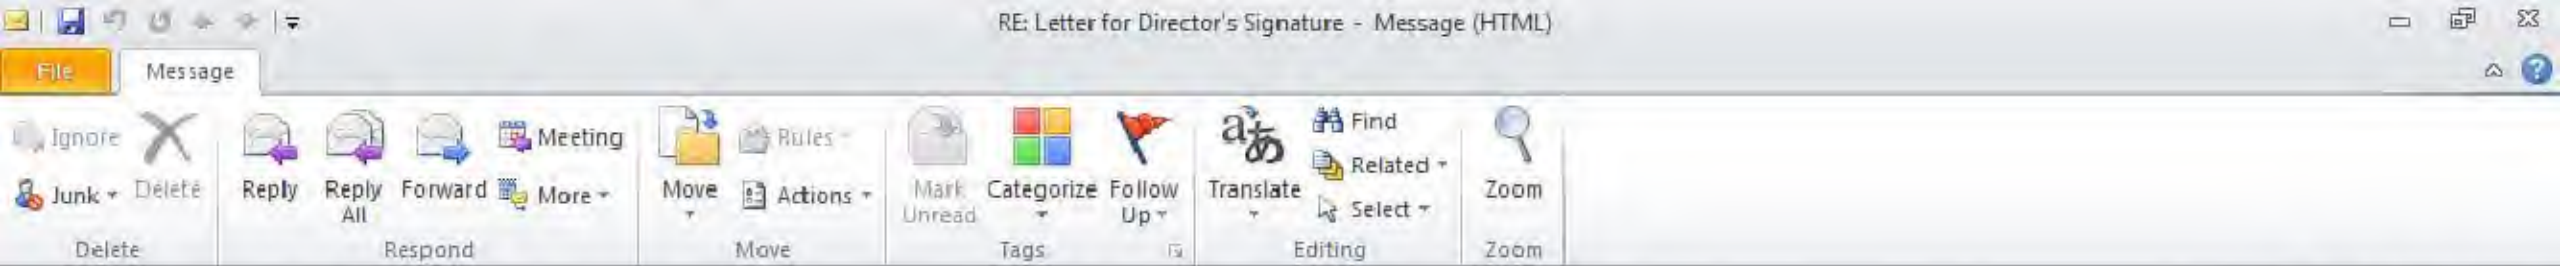 RE: Letter for Director's Signature - Message (HTML)
File Message
Ignore Delete Junk
Reply Reply All Forward Meeting More
Move Rules Actions
Mark Unread Categorize Follow Up
Translate Find Related Select
Zoom
Delete Respond Move Tags Editing Zoom